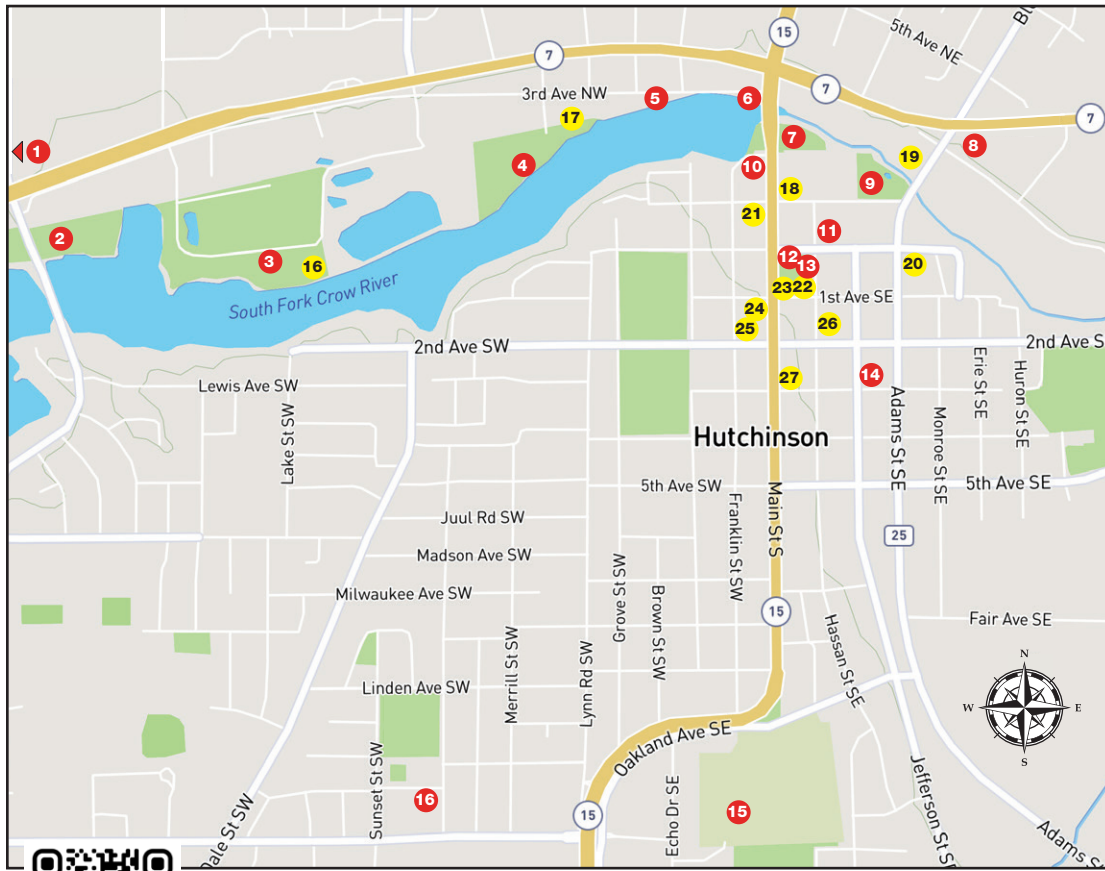 15
5th Ave NE
7
7
7
3rd Ave NW
5
6
17
1
7
8
19
4
10
9
18
21
2
11
3
16
12
13
20
South Fork Crow River
23
22
1st Ave SE
24
25
26
2nd Ave SW
2nd Ave S
Lewis Ave SW
27
14
Erie St SE
Huron St SE
Lake St SW
Adams St SE
Monroe St SE
Hutchinson
5th Ave SW
5th Ave SE
Franklin St SW
Main St S
Juul Rd SW
25
Madson Ave SW
Milwaukee Ave SW
Grove St SW
Brown St SW
15
Hassan St SE
Fair Ave SE
Merrill St SW
Lynn Rd SW
Linden Ave SW
N
W
E
S
Oakland Ave SE
Sunset St SW
16
Echo Dr SE
15
15
Jefferson St SE
Dale St SW
Adams St